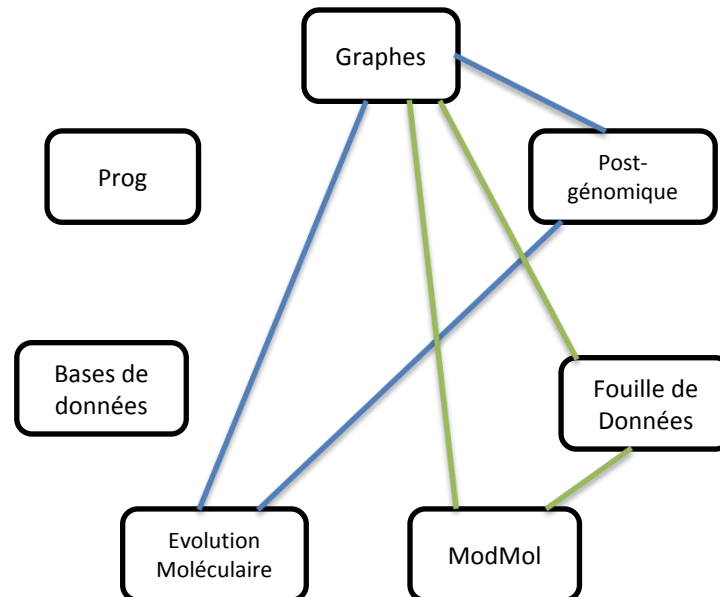 Graphes
Prog
Post-
génomique
Bases de
données
Fouille de
Données
Evolution
Moléculaire
ModMol